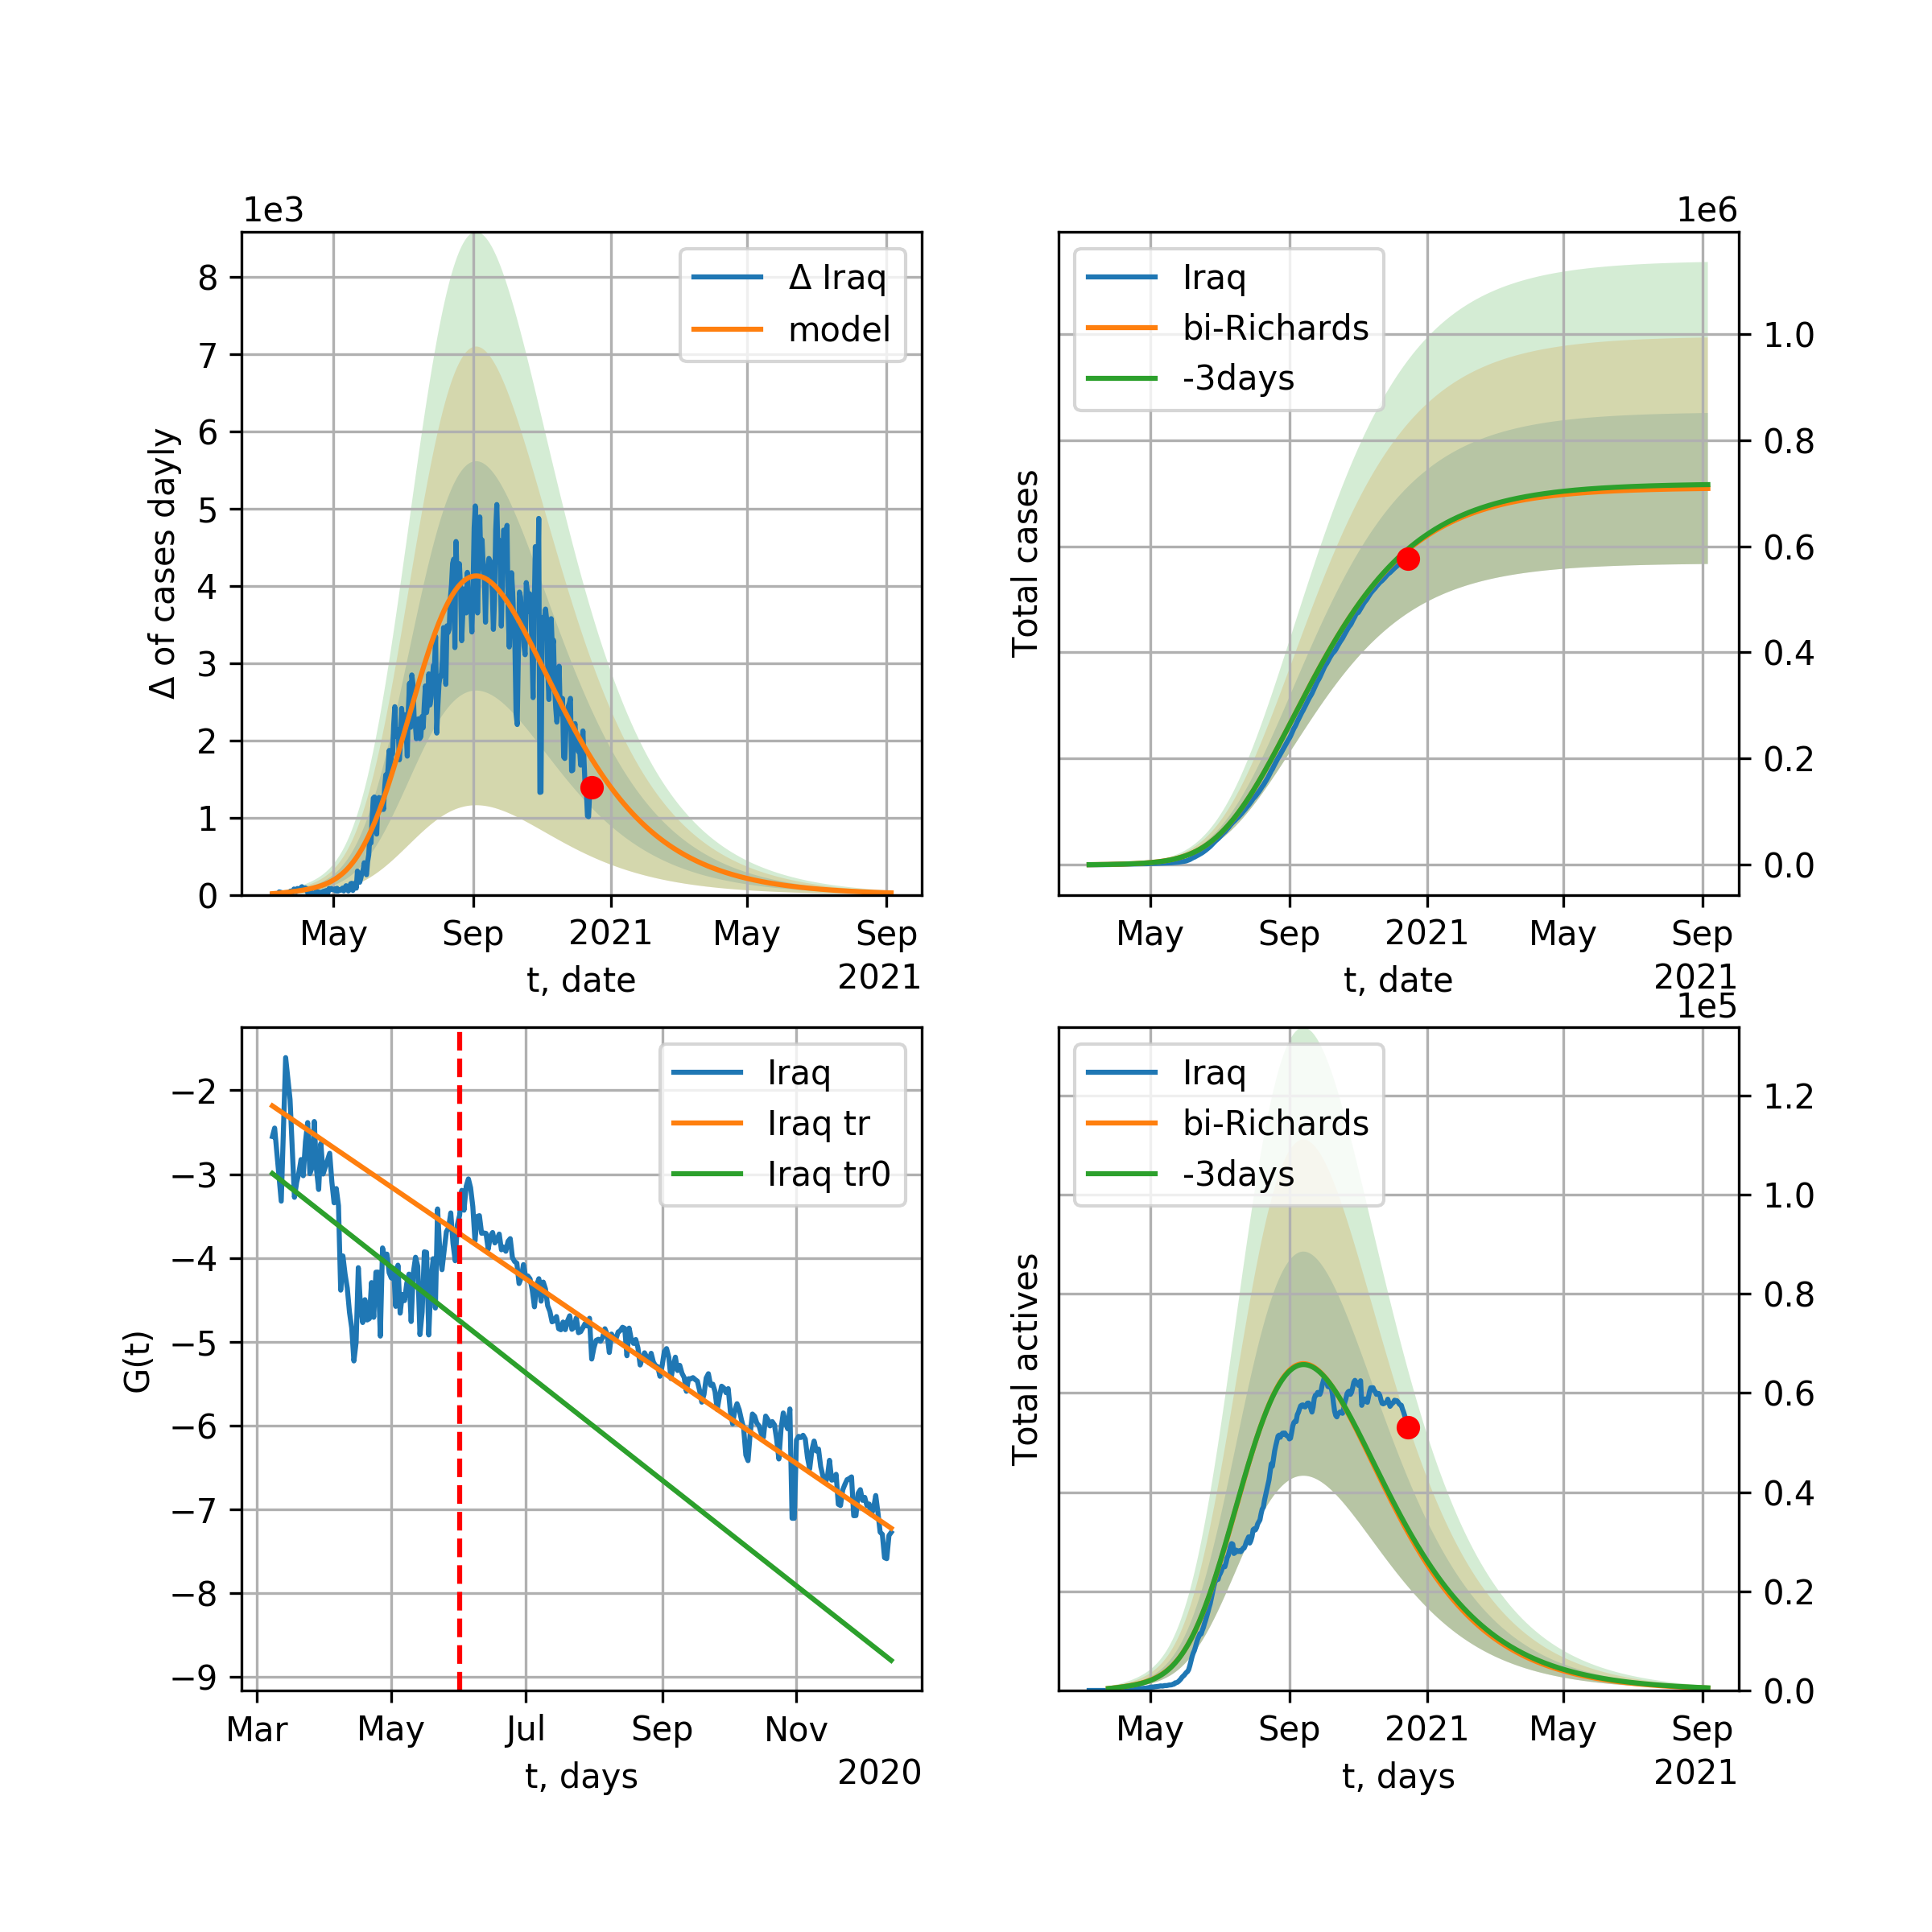 1e3
8
7
6
5
4
3
2
1
0
Δ of cases dayly
Δ Iraq
model
May Sep 2021 May Sep
t, date
2021
1e6
Total cases
Iraq
bi-Richards
-3days
1.0
0.8
0.6
0.4
0.2
0.0
May Sep 2021 May Sep
t, date
2021
−2
−3
−4
−5
−6
−7
−8
−9
G(t)
Iraq
Iraq tr
Iraq tr0
Mar May Jul Sep Nov
t, days
2020
1e5
Total actives
Iraq
bi-Richards
-3days
1.2
1.0
0.8
0.6
0.4
0.2
0.0
May Sep 2021 May Sep
t, days
2021